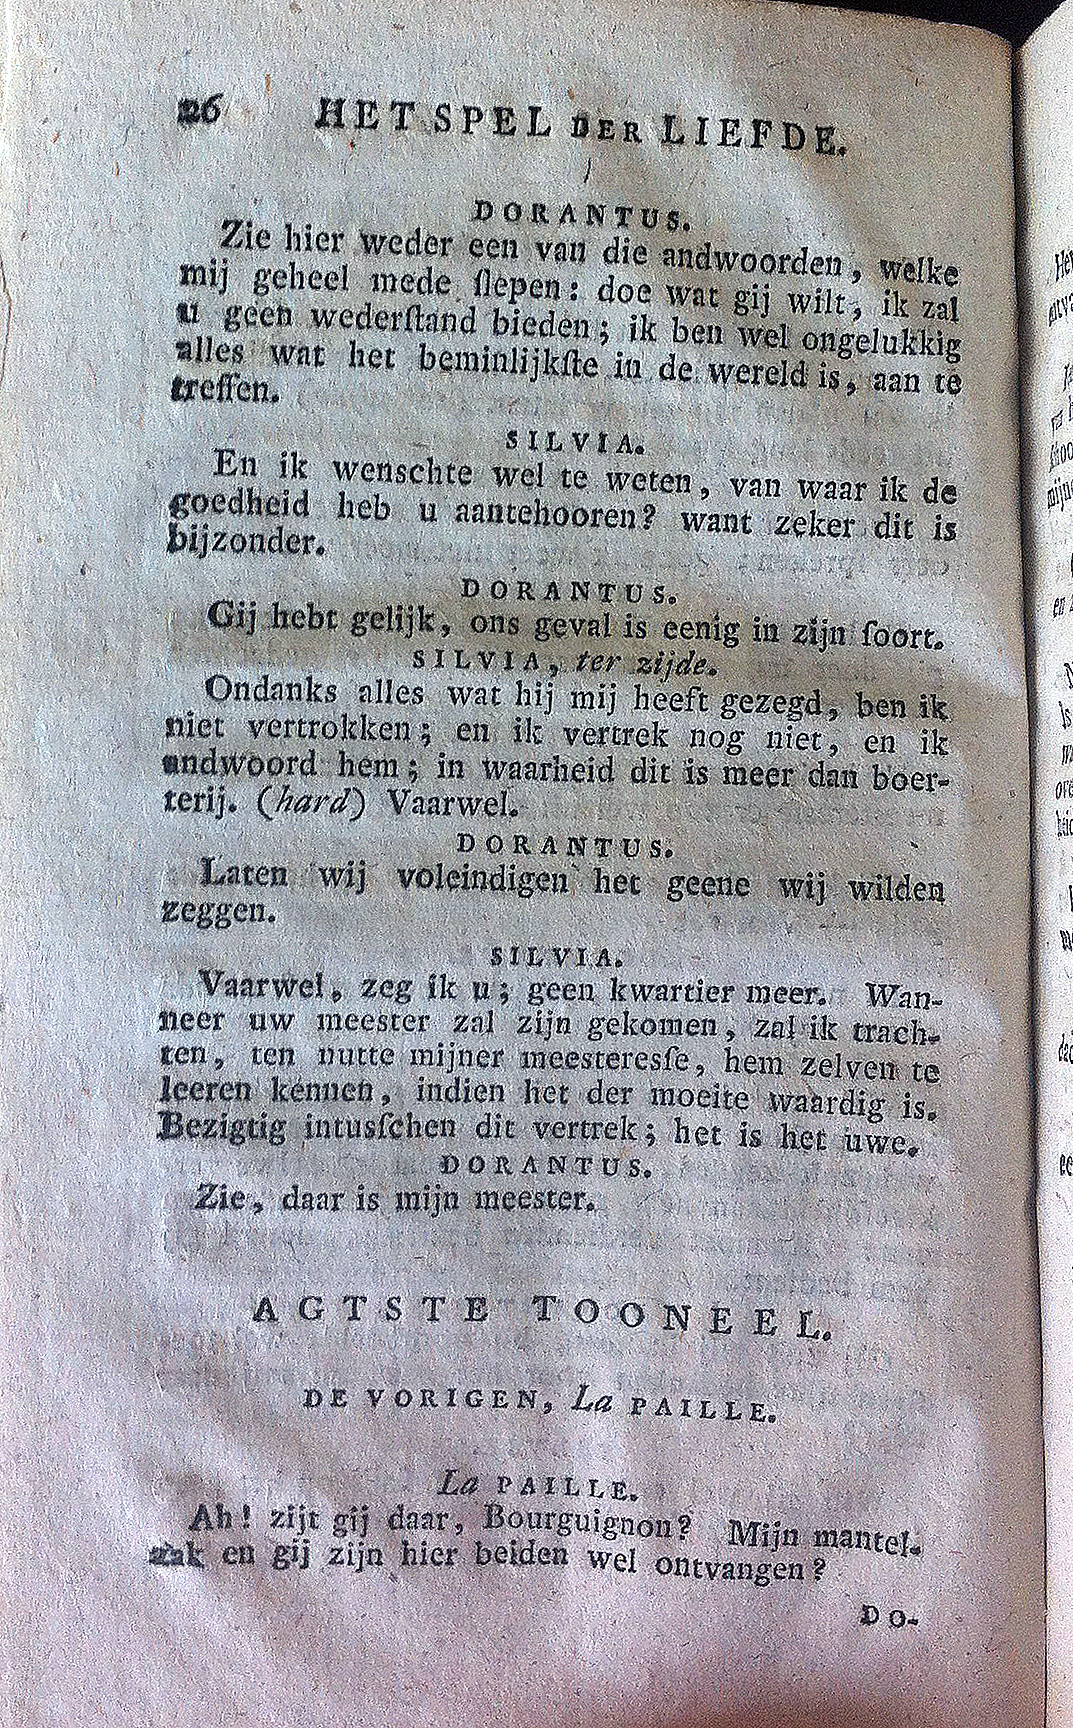 26 HET SPEL DER LIEFDE.
DORANTUS.
Zie hier weder een van die andwoorden, welke
mij geheel mede ſlepen: doe wat gij wilt, ik zal
u geen wederſtand bieden; ik ben wel ongelukkig
alles wat het beminlijkſte in de wereld is, aan te
treffen.
SILVIA.
En ik wenschte wel te weten, van waar ik de
goedheid heb u aantehooren? want zeker dit is
bijzonder.
DORANTUS.
Gij hebt gelijk, ons geval is eenig in zijn ſoort.
SILVIA, ter zijde.
Ondanks alles wat hij mij heeft gezegd, ben ik
niet vertrokken; en ik vertrek nog niet, en ik
andwoord hem; in waarheid dit is meer dan boer-
terij. (hard) Vaarwel.
DORANTUS.
Laten wij voleindigen het geene wij wilden
zeggen.
SILVIA.
Vaarwel, zeg ik u; geen kwartier meer. Wan-
neer uw meester zal zijn gekomen, zal ik trach-
ten, ten nutte mijner meesteresſe, hem zelven te
leeren kennen, indien het der moeite waardig is.
Bezigtig intusſchen dit vertrek; het is het uwe.
DORANTUS.
Zie, daar is mijn meester.
AGTSTE TOONEEL.
DE VORIGEN, La PAILLE.
La PAILLE.
Ah! zijt gij daar, Bourguignon? Mijn mantel-
zak en gij zijn hier beiden wel ontvangen?
DO-